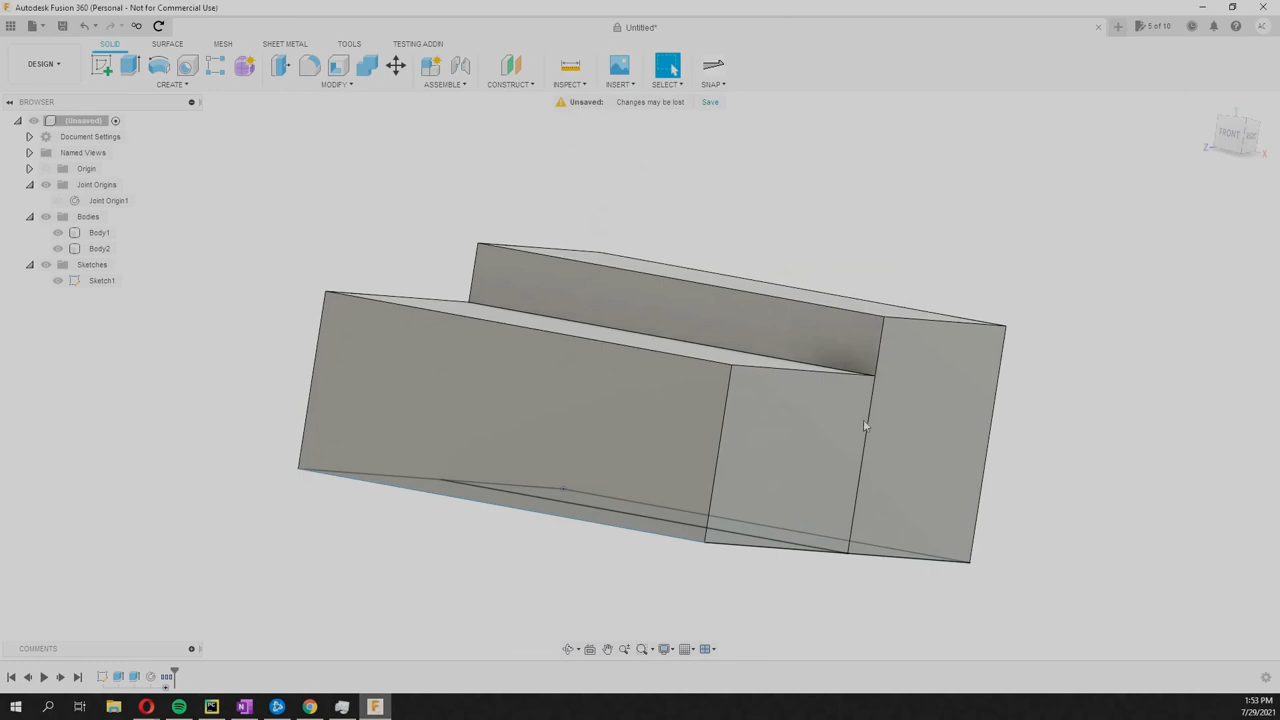 Autodesk Fusion 360 (Personal - Not for Commercial Use)
Untitled*
5 of 10
AC
SOLID
SURFACE
MESH
SHEET METAL
TOOLS
TESTING ADDIN
DESIGN
CREATE
MODIFY
ASSEMBLE
CONSTRUCT
INSPECT
INSERT
SELECT
SNAP
BROWSER
Unsaved: Changes may be lost Save
(Unsaved)
Document Settings
Named Views
Origin
Joint Origins
Joint Origin1
Bodies
Body1
Body2
Sketches
Sketch1
FRONT
Z
X
COMMENTS
1:53 PM
7/29/2021